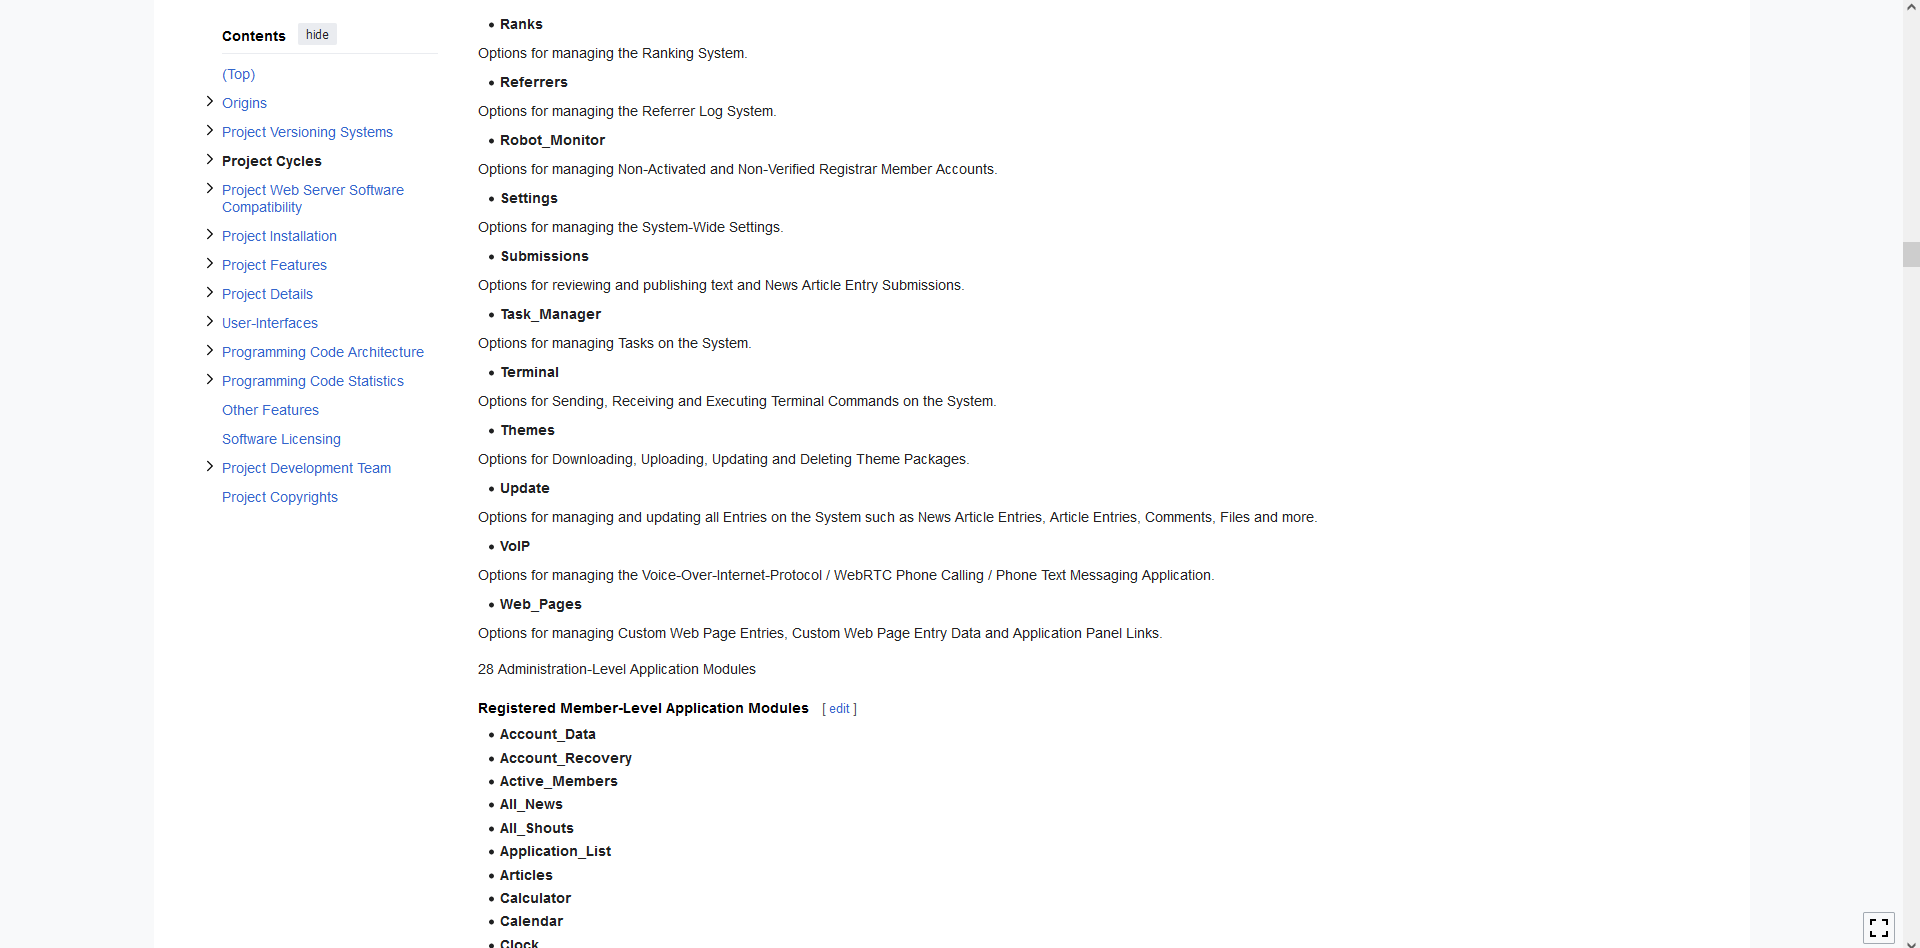 Contents hide
(Top)
Origins
Project Versioning Systems
Project Cycles
Project Web Server Software
Compatibility
Project Installation
Project Features
Project Details
User-Interfaces
Programming Code Architecture
Programming Code Statistics
Other Features
Software Licensing
Project Development Team
Project Copyrights
• Ranks
Options for managing the Ranking System.
• Referrers
Options for managing the Referrer Log System.
• Robot_Monitor
Options for managing Non-Activated and Non-Verified Registrar Member Accounts.
• Settings
Options for managing the System-Wide Settings.
• Submissions
Options for reviewing and publishing text and News Article Entry Submissions.
• Task_Manager
Options for managing Tasks on the System.
• Terminal
Options for Sending, Receiving and Executing Terminal Commands on the System.
• Themes
Options for Downloading, Uploading, Updating and Deleting Theme Packages.
• Update
Options for managing and updating all Entries on the System such as News Article Entries, Article Entries, Comments, Files and more.
• VoIP
Options for managing the Voice-Over-Internet-Protocol / WebRTC Phone Calling / Phone Text Messaging Application.
• Web_Pages
Options for managing Custom Web Page Entries, Custom Web Page Entry Data and Application Panel Links.
28 Administration-Level Application Modules
Registered Member-Level Application Modules [ edit ]
• Account_Data
• Account_Recovery
• Active_Members
• All_News
• All_Shouts
• Application_List
• Articles
• Calculator
• Calendar
• Clock